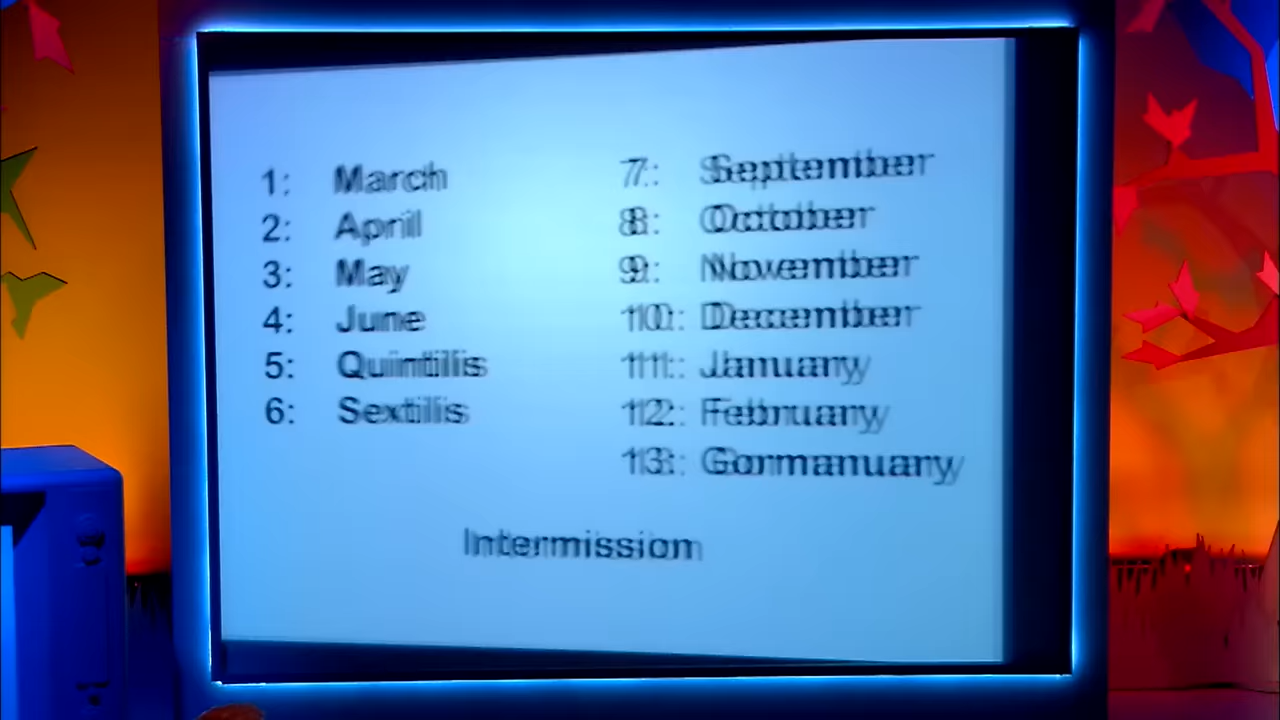 1: March
2: April
3: May
4: June
5: Quintilis
6: Sextilis
7: September
8: October
9: November
10: December
11: January
12: February
13: Gormanuary
Intermission